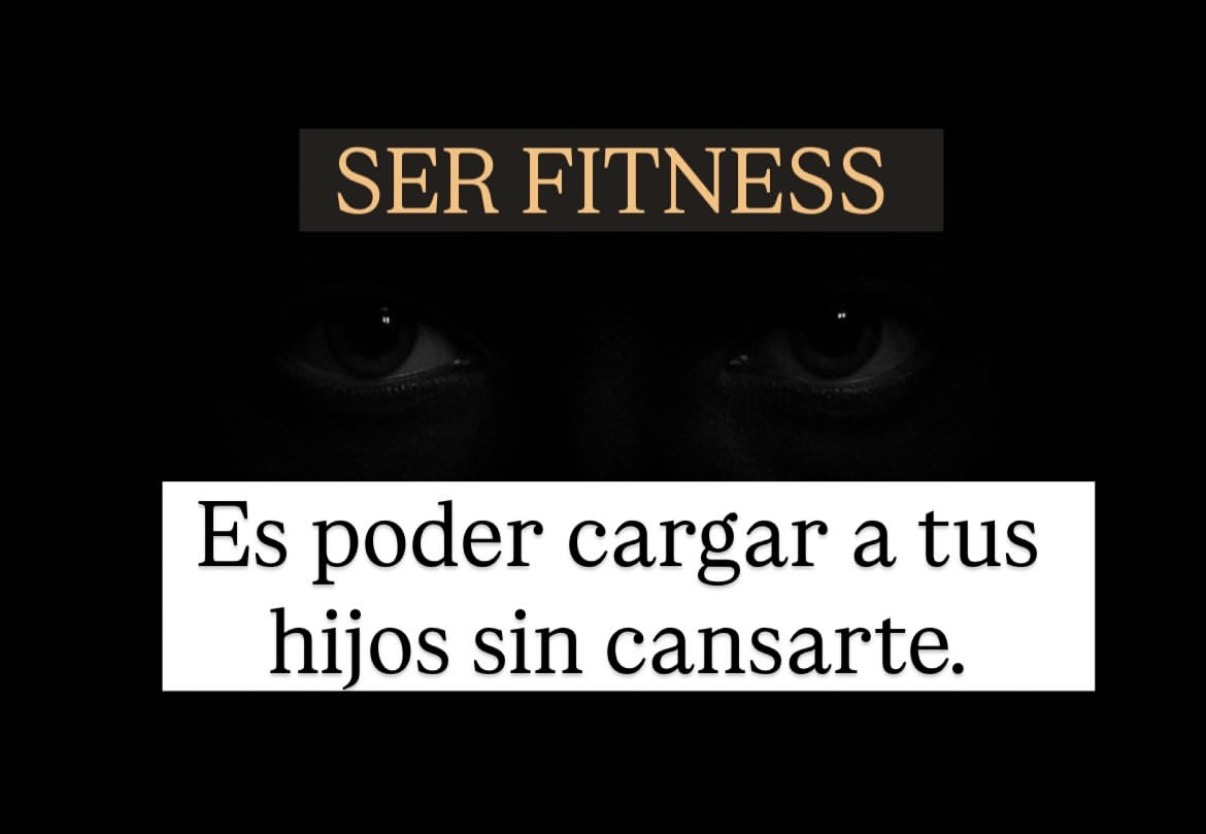 SER FITNESS
Es poder cargar a tus
hijos sin cansarte.